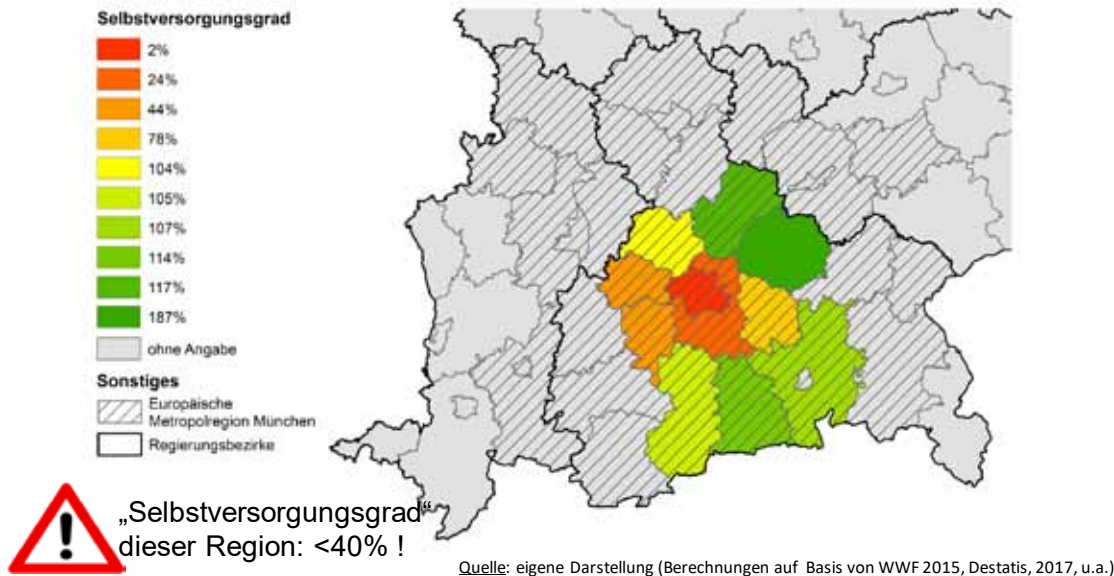 Selbstversorgungsgrad
2%
24%
44%
78%
104%
105%
107%
114%
117%
187%
ohne Angabe
Sonstiges
Europäische
Metropolregion München
Regierungsbezirke
„Selbstversorgungsgrad“
dieser Region: <40% !
Quelle: eigene Darstellung (Berechnungen auf Basis von WWF 2015, Destatis, 2017, u.a.)